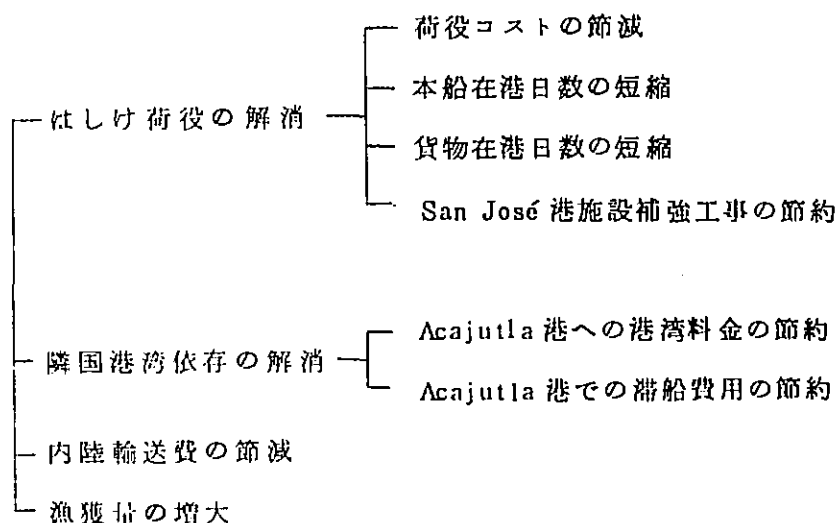 はしけ荷役の解消
荷役コストの節減
本船在港日数の短縮
貨物在港日数の短縮
San José 港施設補強工事の節約
隣国港湾依存の解消
Acajutla 港への港湾料金の節約
Acajutla 港での滞船費用の節約
内陸輸送費の節減
漁獲量の増大